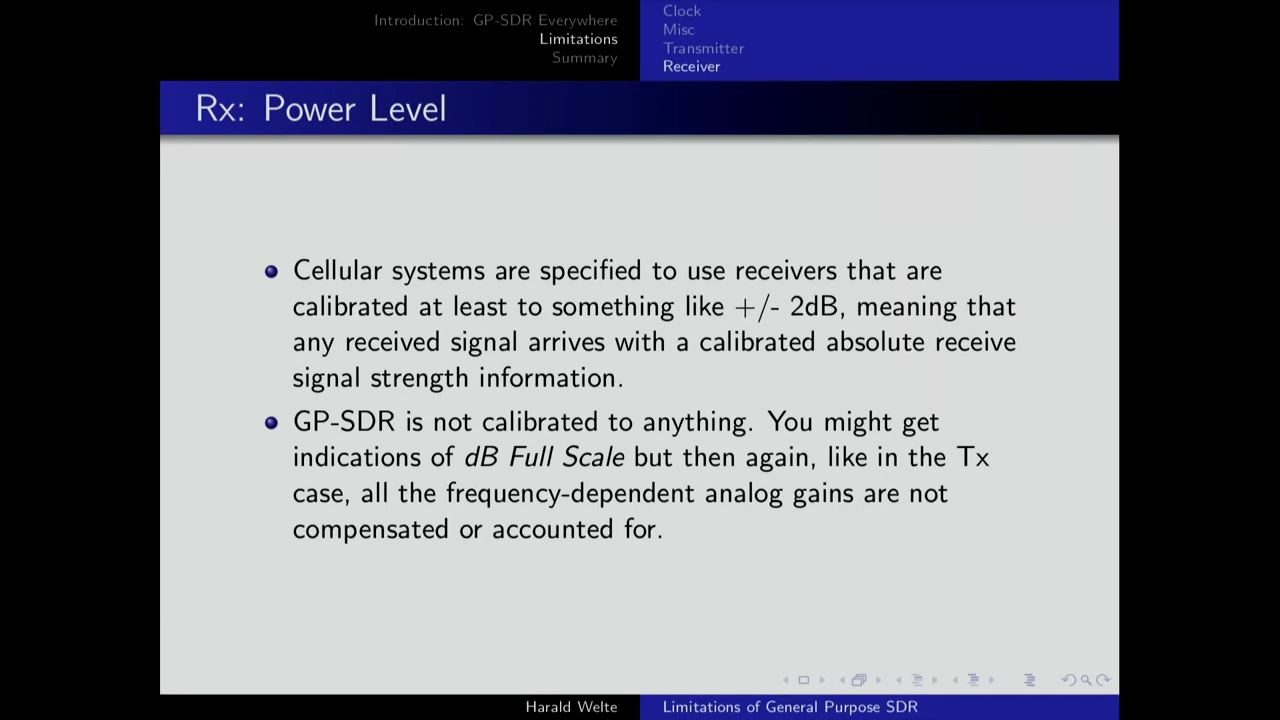 Introduction: GP-SDR Everywhere
Limitations
Summary
Clock
Misc
Transmitter
Receiver
Rx: Power Level
Cellular systems are specified to use receivers that are
calibrated at least to something like +/- 2dB, meaning that
any received signal arrives with a calibrated absolute receive
signal strength information.
GP-SDR is not calibrated to anything. You might get
indications of dB Full Scale but then again, like in the Tx
case, all the frequency-dependent analog gains are not
compensated or accounted for.
Harald Welte
Limitations of General Purpose SDR